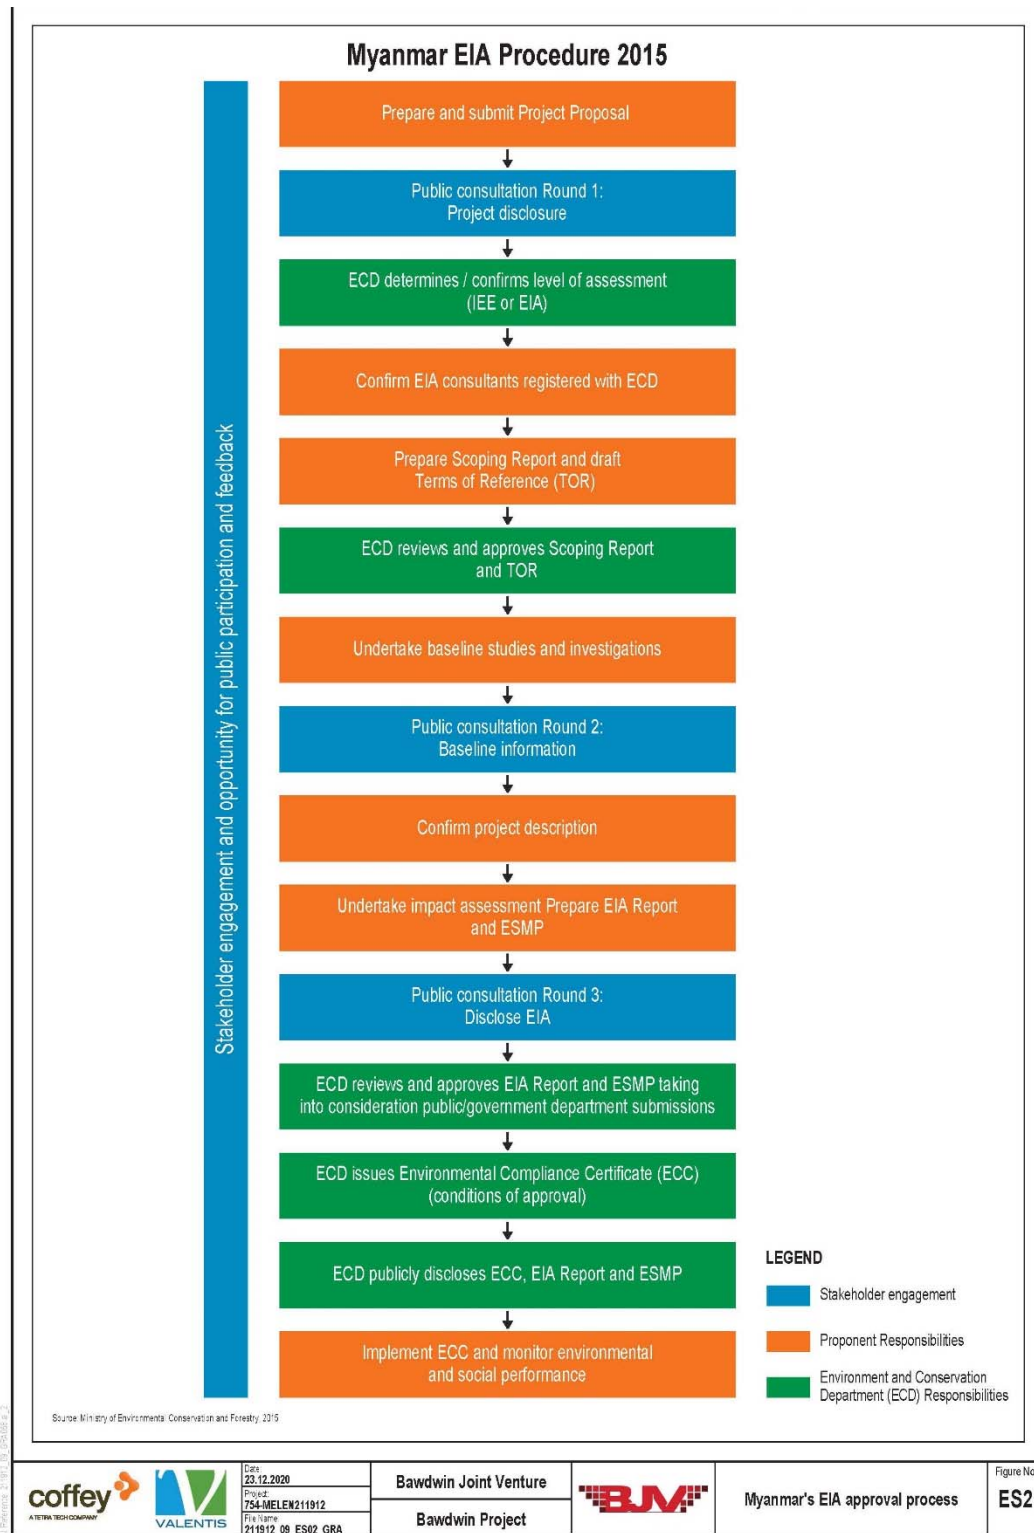 Myanmar EIA Procedure 2015
Stakeholder engagement and opportunity for public participation and feedback
Prepare and submit Project Proposal
Public consultation Round 1:
Project disclosure
ECD determines / confirms level of assessment
(IEE or EIA)
Confirm EIA consultants registered with ECD
Prepare Scoping Report and draft
Terms of Reference (TOR)
ECD reviews and approves Scoping Report
and TOR
Undertake baseline studies and investigations
Public consultation Round 2:
Baseline information
Confirm project description
Undertake impact assessment Prepare EIA Report
and ESMP
Public consultation Round 3:
Disclose EIA
ECD reviews and approves EIA Report and ESMP taking
into consideration public/government department submissions
ECD issues Environmental Compliance Certificate (ECC)
(conditions of approval)
ECD publicly discloses ECC, EIA Report and ESMP
Implement ECC and monitor environmental
and social performance
LEGEND
Stakeholder engagement
Proponent Responsibilities
Environment and Conservation
Department (ECD) Responsibilities
Source: Ministry of Environmental Conservation and Forestry, 2015
coffey
A TETRA TECH COMPANY
VALENTIS
Date:
23.12.2020
Project:
754-MELEN211912
File Name:
211912_09_ES02_GRA
Bawdwin Joint Venture
Bawdwin Project
BJV
Myanmar's EIA approval process
Figure No
ES2